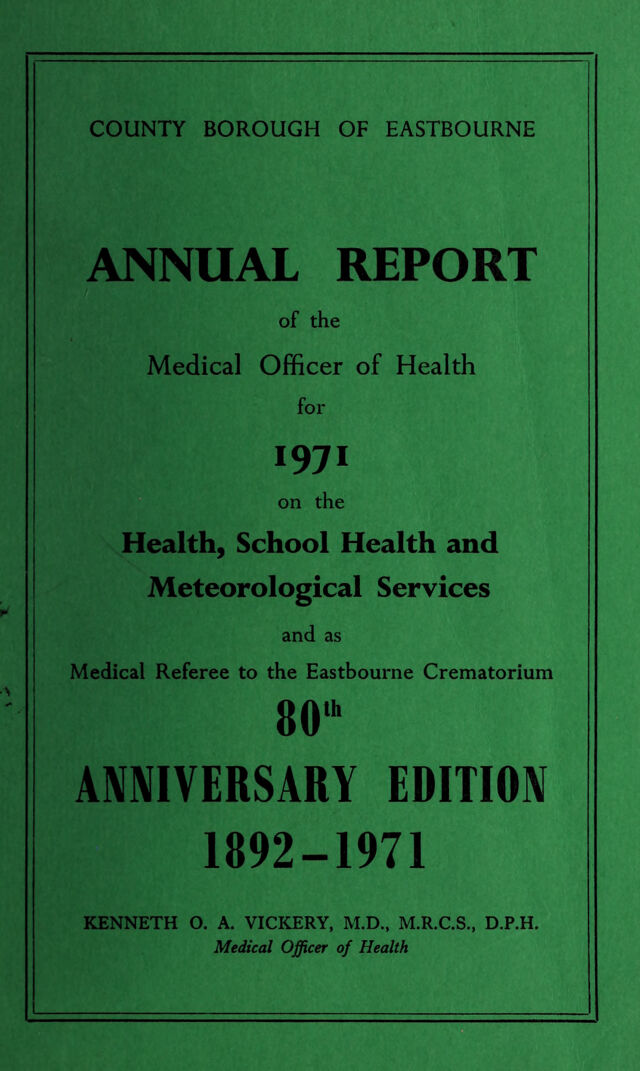 COUNTY BOROUGH OF EASTBOURNE
ANNUAL REPORT
of the
Medical Officer of Health
for
1971
on the
Health, School Health and
Meteorological Services
and as
Medical Referee to the Eastbourne Crematorium
80th
ANNIVERSARY EDITION
1892–1971
KENNETH O. A. VICKERY, M.D., M.R.C.S., D.P.H.
Medical Officer of Health